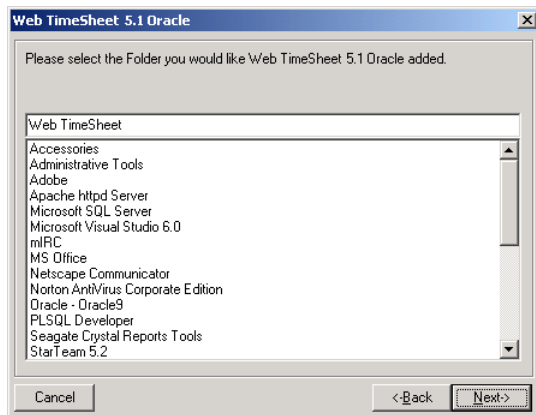 Web TimeSheet 5.1 Oracle
Please select the Folder you would like Web TimeSheet 5.1 Oracle added.
Web TimeSheet
Accessories
Administrative Tools
Adobe
Apache httpd Server
Microsoft SQL Server
Microsoft Visual Studio 6.0
mIRC
MS Office
Netscape Communicator
Norton AntiVirus Corporate Edition
Oracle - Oracle9
PLSQL Developer
Seagate Crystal Reports Tools
StarTeam 5.2
Cancel <-Back Next->